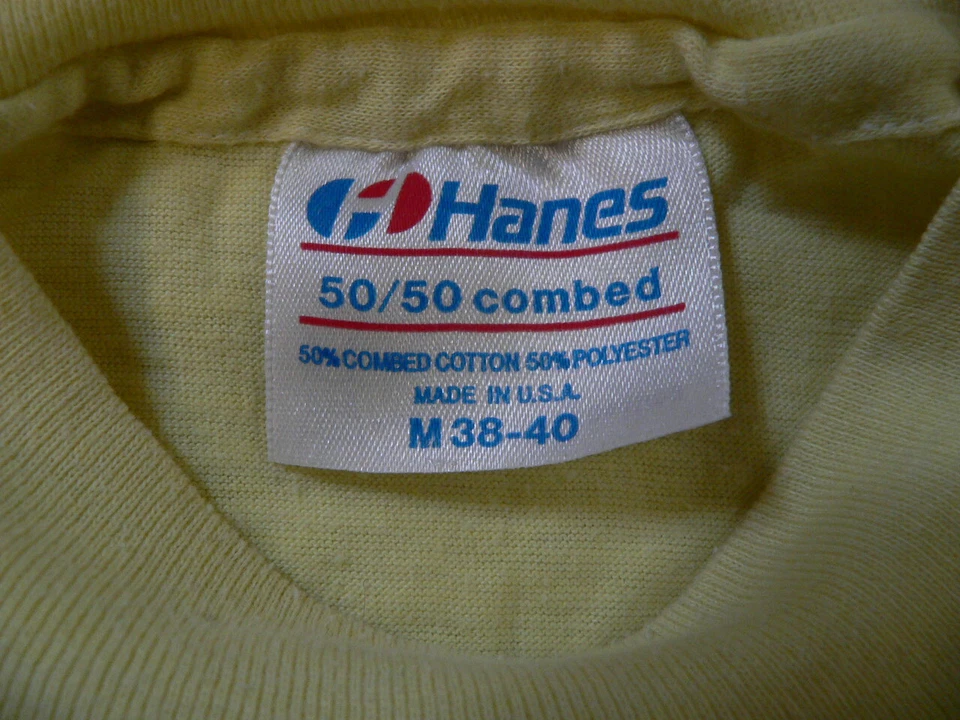 Hanes
50/50 combed
50% COMBED COTTON 50% POLYESTER
MADE IN U.S.A.
M 38-40